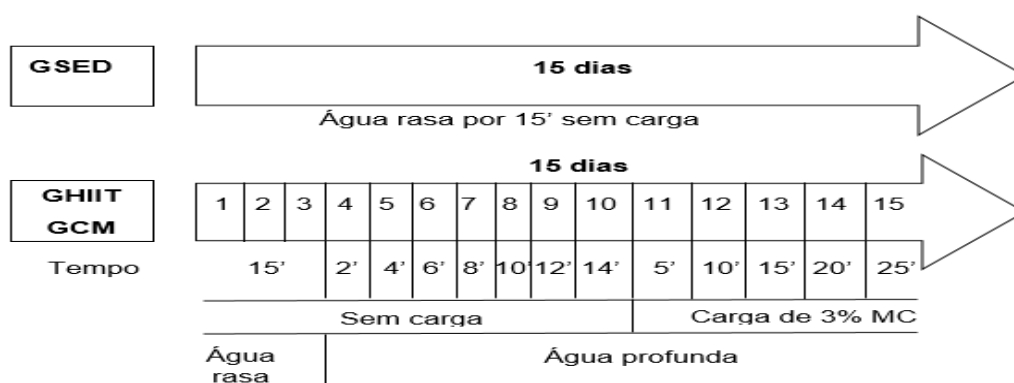 GSED
15 dias
Água rasa por 15’ sem carga
15 dias
GHIIT
GCM
1 2 3 4 5 6 7 8 9 10 11 12 13 14 15
Tempo 15’ 2’ 4’ 6’ 8’ 10’ 12’ 14’ 5’ 10’ 15’ 20’ 25’
Sem carga Carga de 3% MC
Água rasa Água profunda